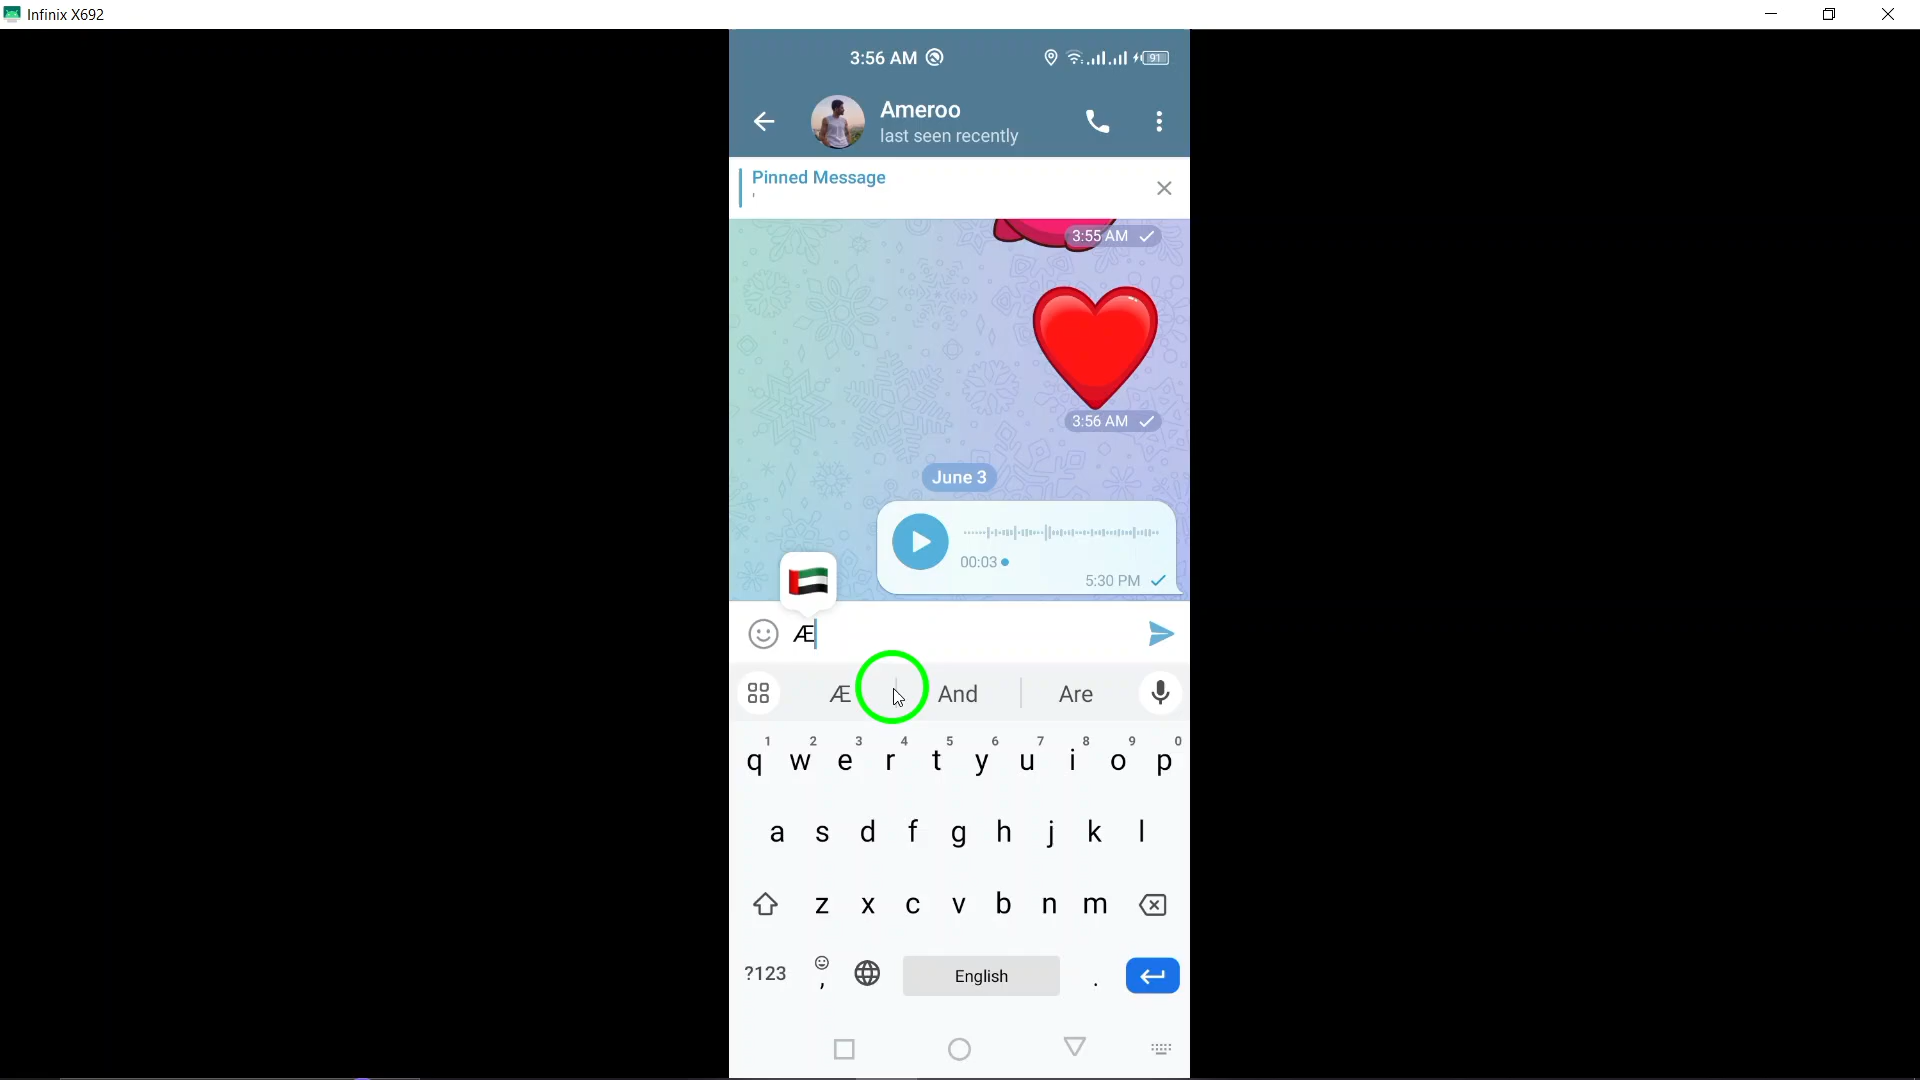 Infinix X692
3:56 AM
91
Ameroo
last seen recently
Pinned Message
'
3:55 AM
3:56 AM
June 3
00:03
5:30 PM
Æ
Æ And Are
1 2 3 4 5 6 7 8 9 0
q w e r t y u i o p
a s d f g h j k l
z x c v b n m
?123 , English .